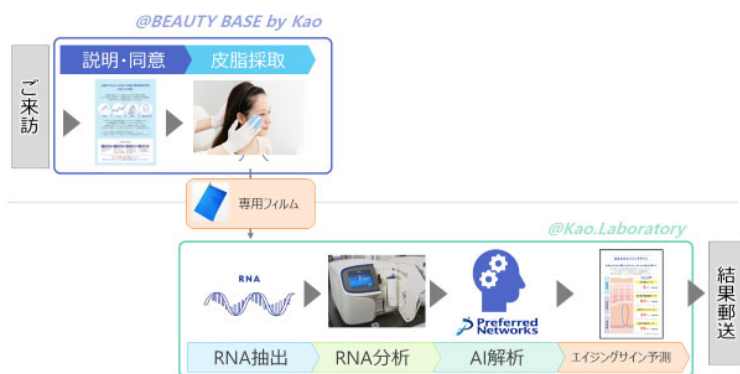 @BEAUTY BASE by Kao
ご来訪
説明・同意
皮脂採取
専用フィルム
@Kao.Laboratory
RNA
Preferred
Networks
RNA抽出
RNA分析
AI解析
エイジングサイン予測
結果郵送